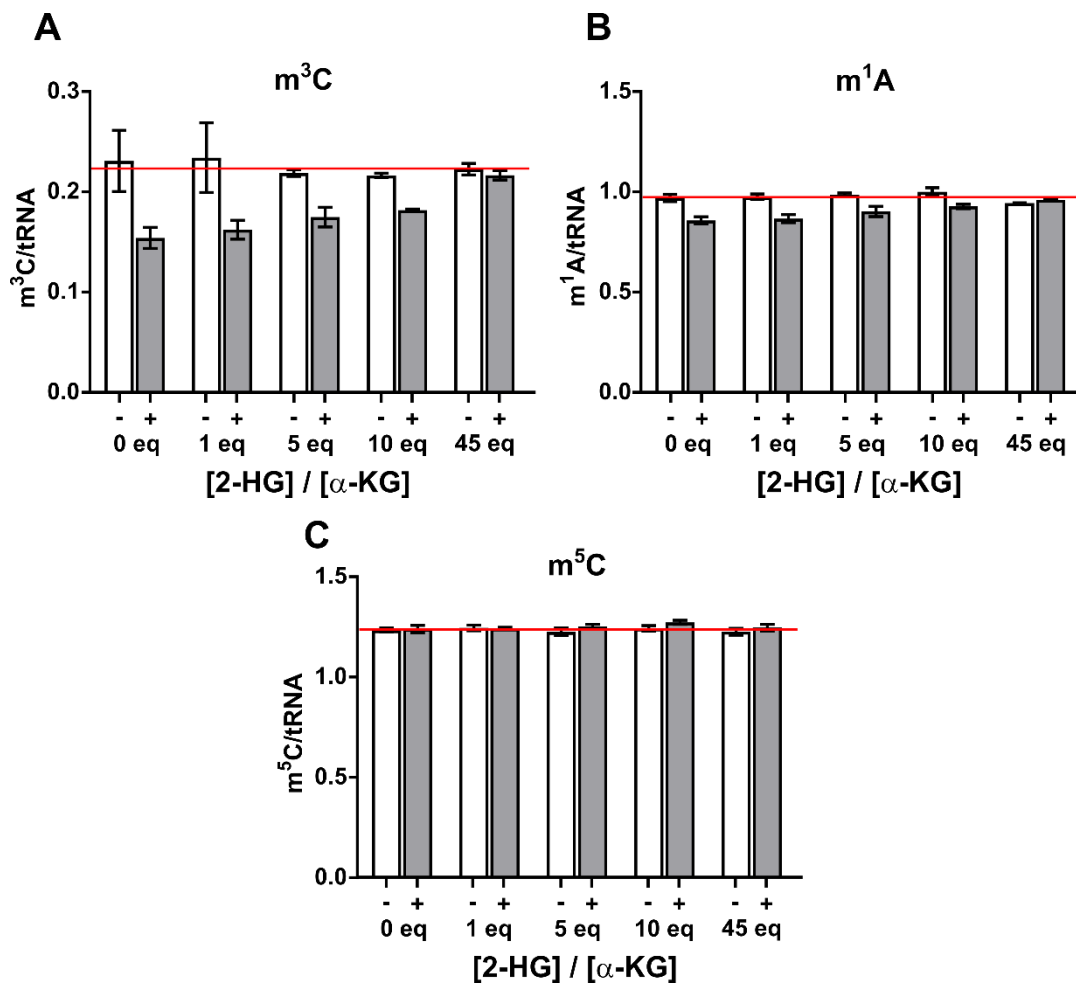 A
m³C
0.3
0.2
0.1
0.0
m³C/tRNA
- + - + - + - + - +
0 eq 1 eq 5 eq 10 eq 45 eq
[2-HG] / [α-KG]
B
m¹A
1.5
1.0
0.5
0.0
m¹A/tRNA
- + - + - + - + - +
0 eq 1 eq 5 eq 10 eq 45 eq
[2-HG] / [α-KG]
C
m⁵C
1.5
1.0
0.5
0.0
m⁵C/tRNA
- + - + - + - + - +
0 eq 1 eq 5 eq 10 eq 45 eq
[2-HG] / [α-KG]